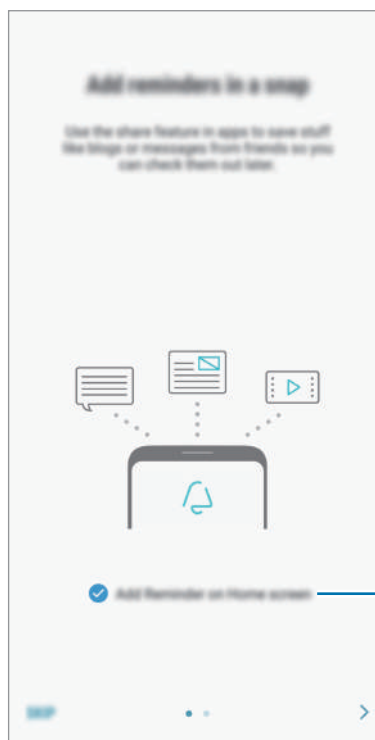 Add reminders in a snap
Use the share feature in apps to save stuff
like blogs or messages from friends so you
can check them out later.
Add Reminder on Home screen
SKIP